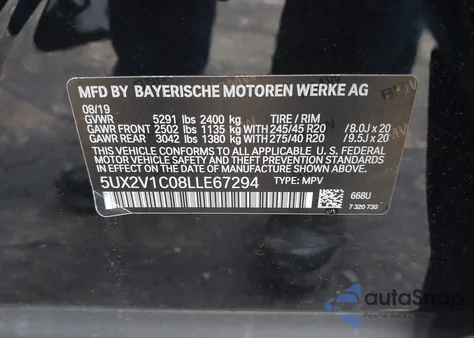 MFD BY BAYERISCHE MOTOREN WERKE AG
08/19
GVWR 5291 lbs 2400 kg TIRE / RIM
GAWR FRONT 2502 lbs 1135 kg WITH 245/45 R20 /8.0J x 20
GAWR REAR 3042 lbs 1380 kg WITH 275/40 R20 /9.5J x 20
THIS VEHICLE CONFORMS TO ALL APPLICABLE U.S. FEDERAL MOTOR
VEHICLE SAFETY STANDARDS IN EFFECT ON THE DATE OF MANUFACTURE SHOWN ABOVE.
5UX2V1C08LLE67294 TYPE: MPV
668U
7 320 730
autoSnap